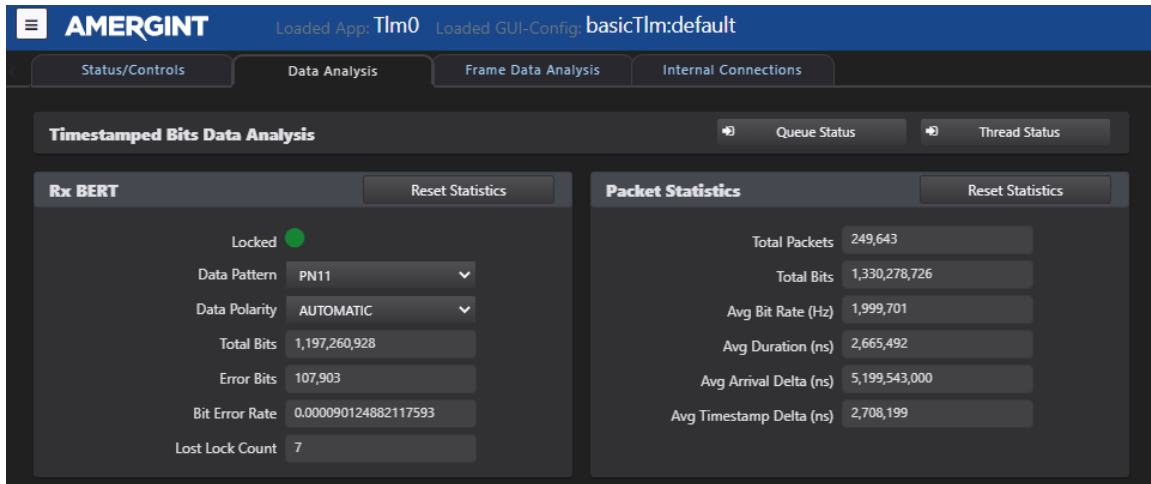 AMERGINT Loaded App: Tlm0 Loaded GUI-Config: basicTlm:default
Status/Controls Data Analysis Frame Data Analysis Internal Connections
Timestamped Bits Data Analysis Queue Status Thread Status
Rx BERT Reset Statistics
Locked
Data Pattern PN11
Data Polarity AUTOMATIC
Total Bits 1,197,260,928
Error Bits 107,903
Bit Error Rate 0.000090124882117593
Lost Lock Count 7
Packet Statistics Reset Statistics
Total Packets 249,643
Total Bits 1,330,278,726
Avg Bit Rate (Hz) 1,999,701
Avg Duration (ns) 2,665,492
Avg Arrival Delta (ns) 5,199,543,000
Avg Timestamp Delta (ns) 2,708,199